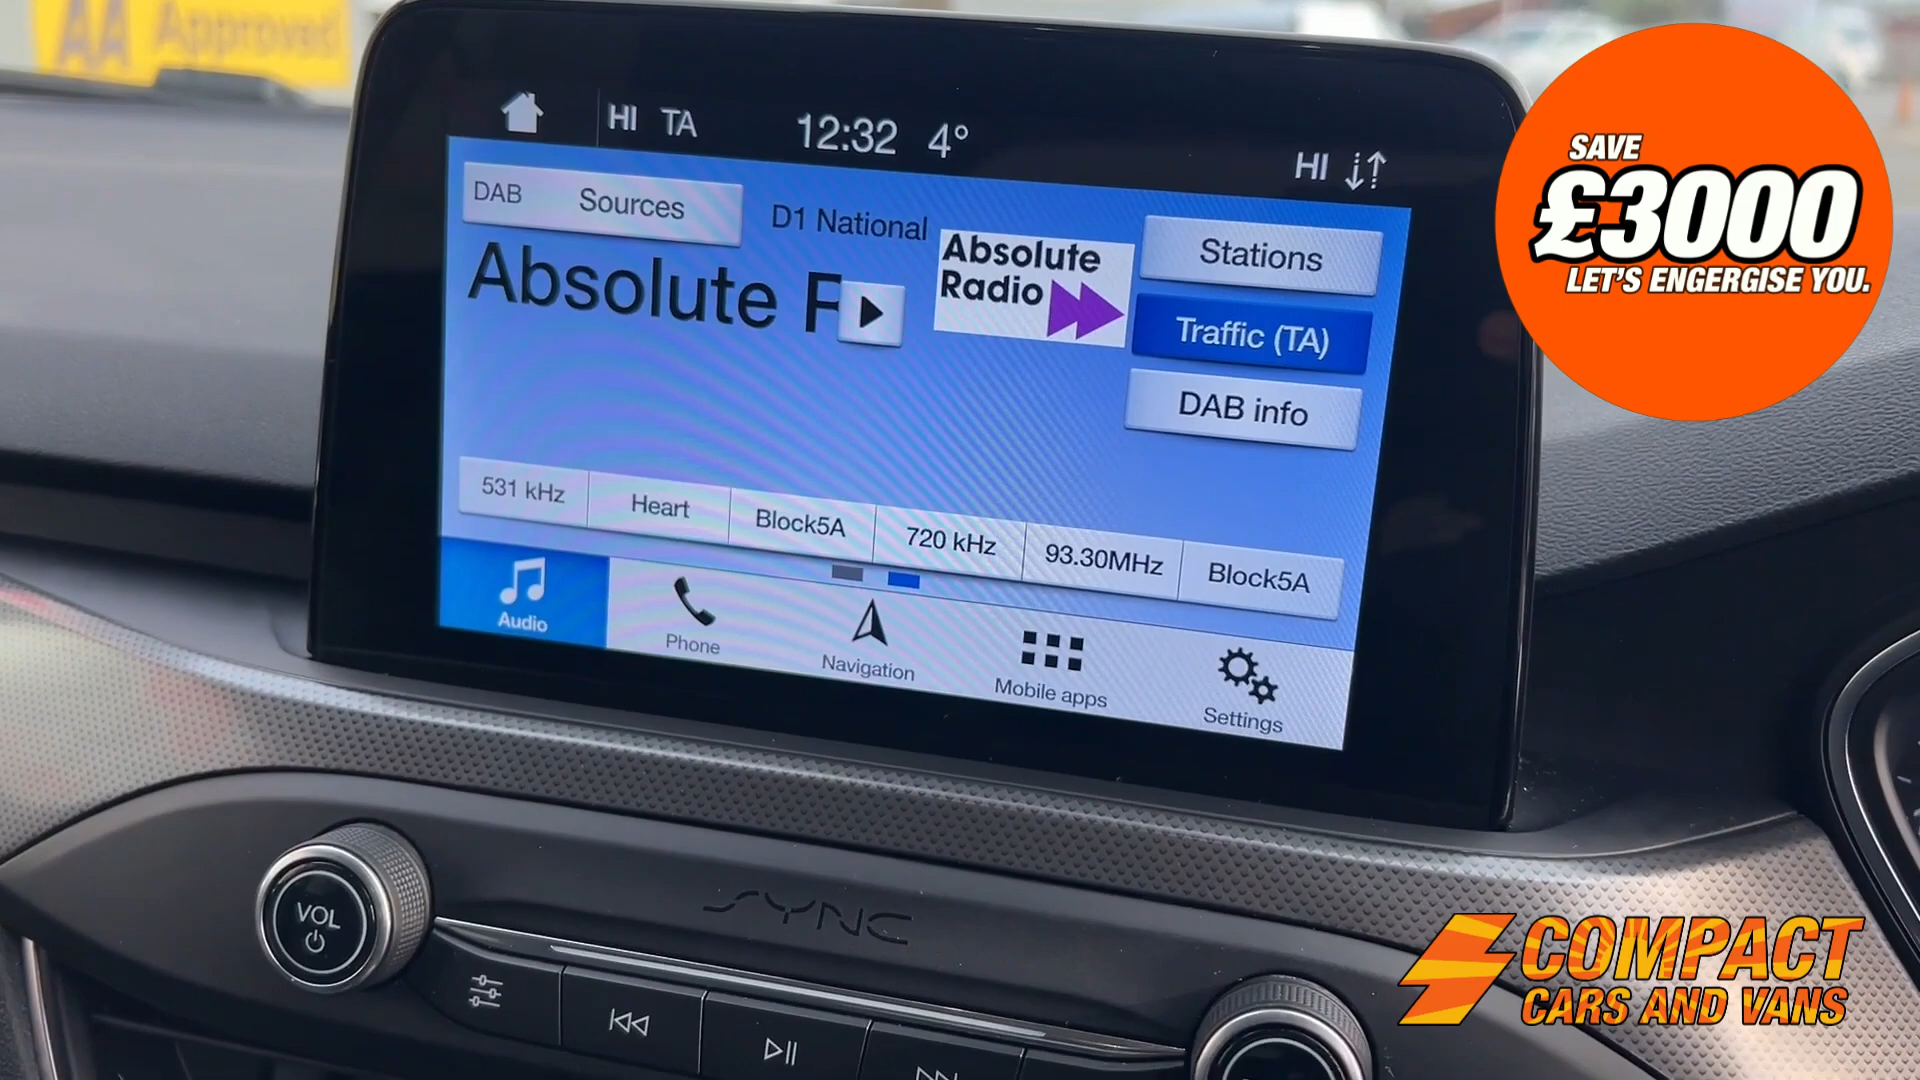 AA Approved
HI TA 12:32 4° HI
DAB Sources
D1 National
Absolute R
Absolute
Radio
Stations
Traffic (TA)
DAB info
531 kHz
Heart
Block5A
720 kHz
93.30MHz
Block5A
Audio
Phone
Navigation
Mobile apps
Settings
SYNC
VOL
SAVE
£3000
LET'S ENGERGISE YOU.
COMPACT
CARS AND VANS